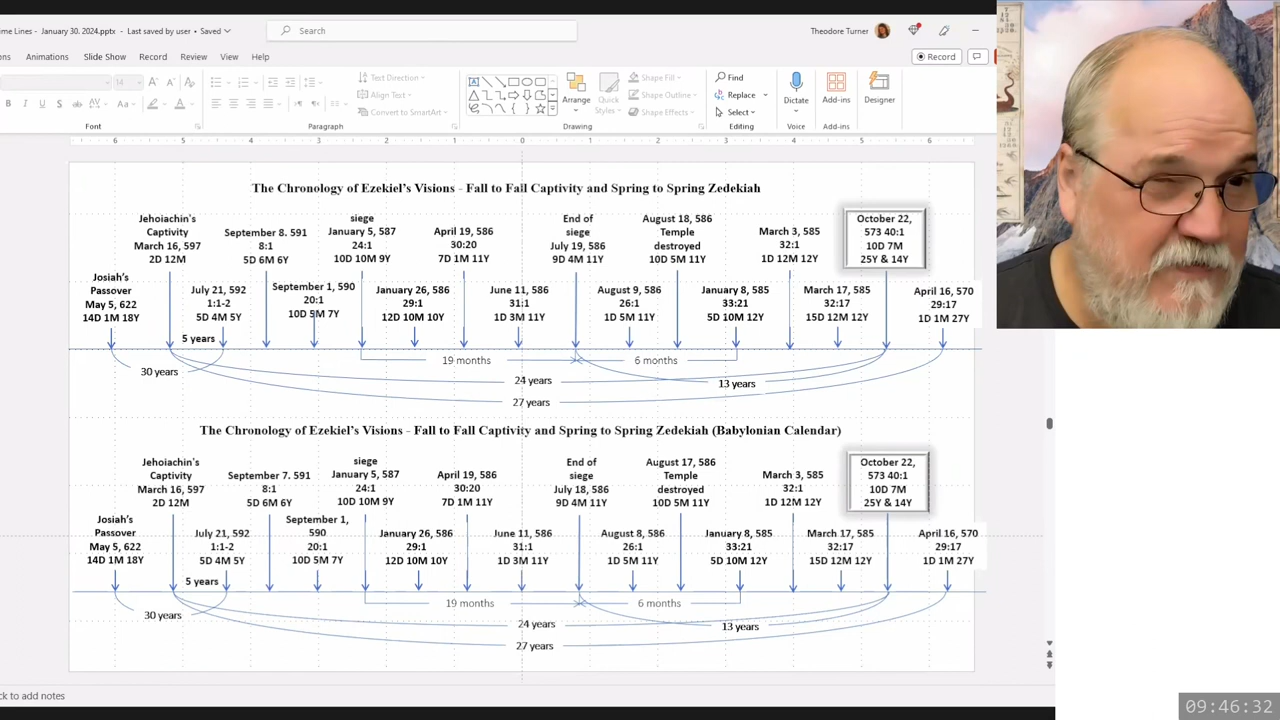 me Lines - January 30. 2024.pptx • Last saved by user • Saved
Search
Theodore Turner
ns Animations Slide Show Record Review View Help
Record
14
Text Direction
Align Text
Convert to SmartArt
Arrange
Quick Styles
Shape Fill
Shape Outline
Shape Effects
Find
Replace
Select
Dictate
Add-ins
Designer
Font Paragraph Drawing Editing Voice Add-ins
6 5 4 3 2 1 0 1 2 3 4 5 6
The Chronology of Ezekiel's Visions - Fall to Fall Captivity and Spring to Spring Zedekiah
Jehoiachin's
Captivity
March 16, 597
2D 12M
September 8. 591
8:1
5D 6M 6Y
siege
January 5, 587
24:1
10D 10M 9Y
April 19, 586
30:20
7D 1M 11Y
End of
siege
July 19, 586
9D 4M 11Y
August 18, 586
Temple
destroyed
10D 5M 11Y
March 3, 585
32:1
1D 12M 12Y
October 22,
573 40:1
10D 7M
25Y & 14Y
Josiah's
Passover
May 5, 622
14D 1M 18Y
July 21, 592
1:1-2
5D 4M 5Y
September 1, 590
20:1
10D 5M 7Y
January 26, 586
29:1
12D 10M 10Y
June 11, 586
31:1
1D 3M 11Y
August 9, 586
26:1
1D 5M 11Y
January 8, 585
33:21
5D 10M 12Y
March 17, 585
32:17
15D 12M 12Y
April 16, 570
29:17
1D 1M 27Y
5 years
30 years
19 months
6 months
24 years
13 years
27 years
The Chronology of Ezekiel's Visions - Fall to Fall Captivity and Spring to Spring Zedekiah (Babylonian Calendar)
Jehoiachin's
Captivity
March 16, 597
2D 12M
September 7. 591
8:1
5D 6M 6Y
siege
January 5, 587
24:1
10D 10M 9Y
April 19, 586
30:20
7D 1M 11Y
End of
siege
July 18, 586
9D 4M 11Y
August 17, 586
Temple
destroyed
10D 5M 11Y
March 3, 585
32:1
1D 12M 12Y
October 22,
573 40:1
10D 7M
25Y & 14Y
Josiah's
Passover
May 5, 622
14D 1M 18Y
July 21, 592
1:1-2
5D 4M 5Y
September 1,
590
20:1
10D 5M 7Y
January 26, 586
29:1
12D 10M 10Y
June 11, 586
31:1
1D 3M 11Y
August 8, 586
26:1
1D 5M 11Y
January 8, 585
33:21
5D 10M 12Y
March 17, 585
32:17
15D 12M 12Y
April 16, 570
29:17
1D 1M 27Y
5 years
30 years
19 months
6 months
24 years
13 years
27 years
ck to add notes
09:46:32